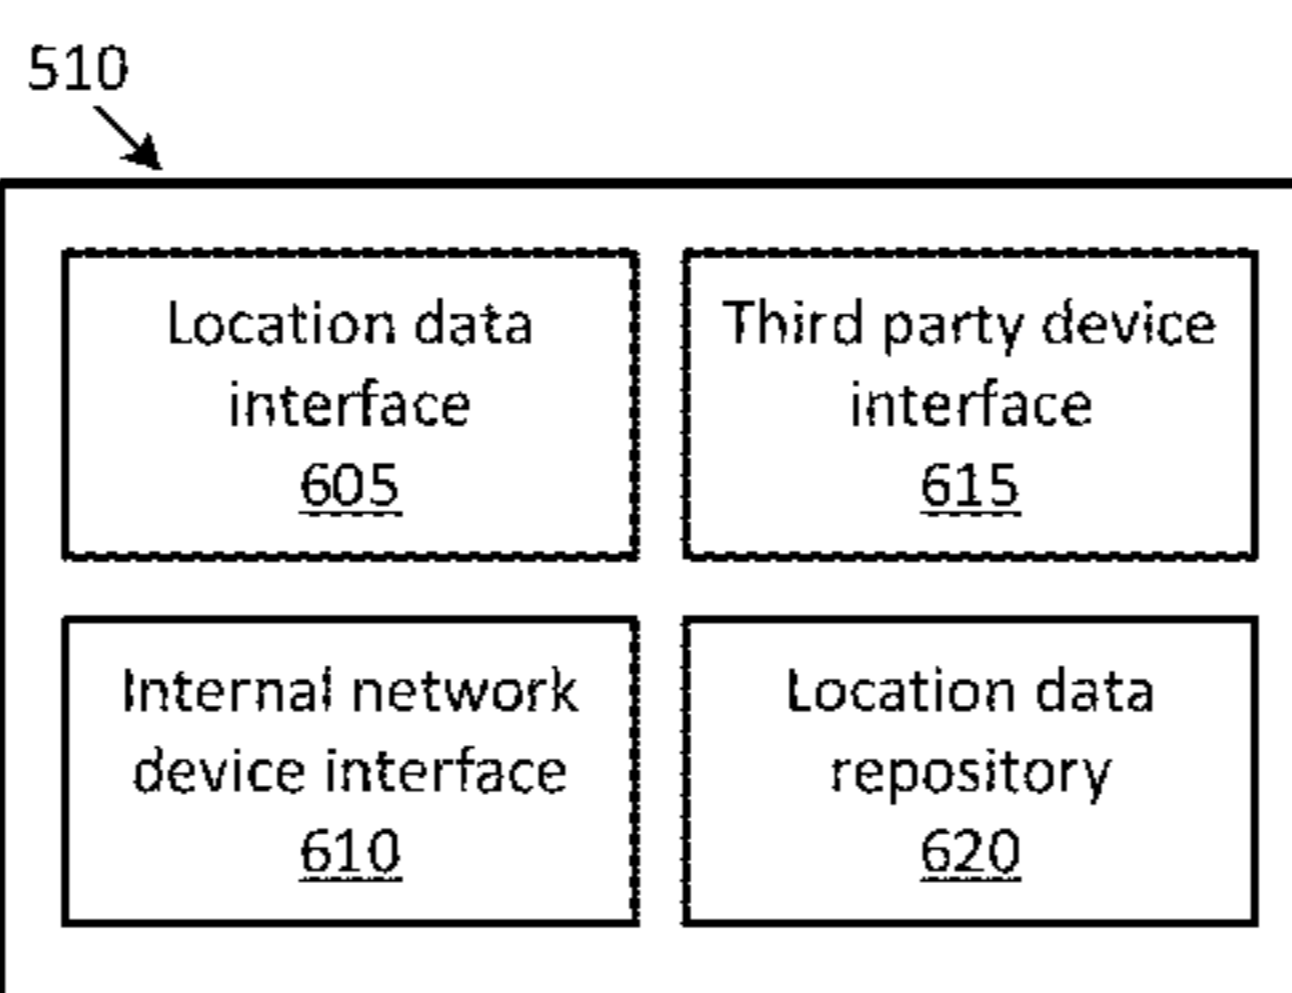 510
Location data
interface
605
Third party device
interface
615
Internal network
device interface
610
Location data
repository
620